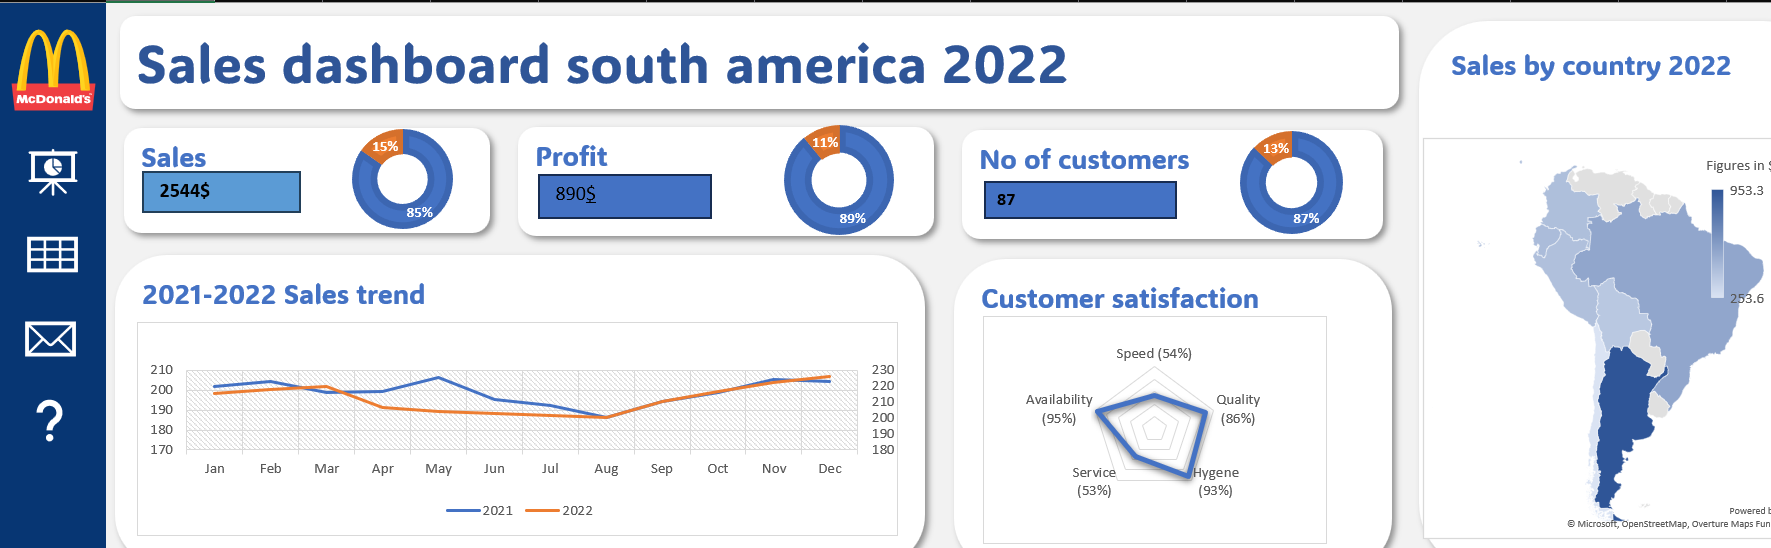 McDonald's
Sales dashboard south america 2022
Sales
2544$
15%
85%
Profit
890$
11%
89%
No of customers
87
13%
87%
2021-2022 Sales trend
210
200
190
180
170
230
220
210
200
190
180
Jan Feb Mar Apr May Jun Jul Aug Sep Oct Nov Dec
2021 2022
Customer satisfaction
Speed (54%)
Availability
(95%)
Quality
(86%)
Service
(53%)
Hygene
(93%)
Sales by country 2022
Figures in $
953.3
253.6
Powered b
© Microsoft, OpenStreetMap, Overture Maps Fun